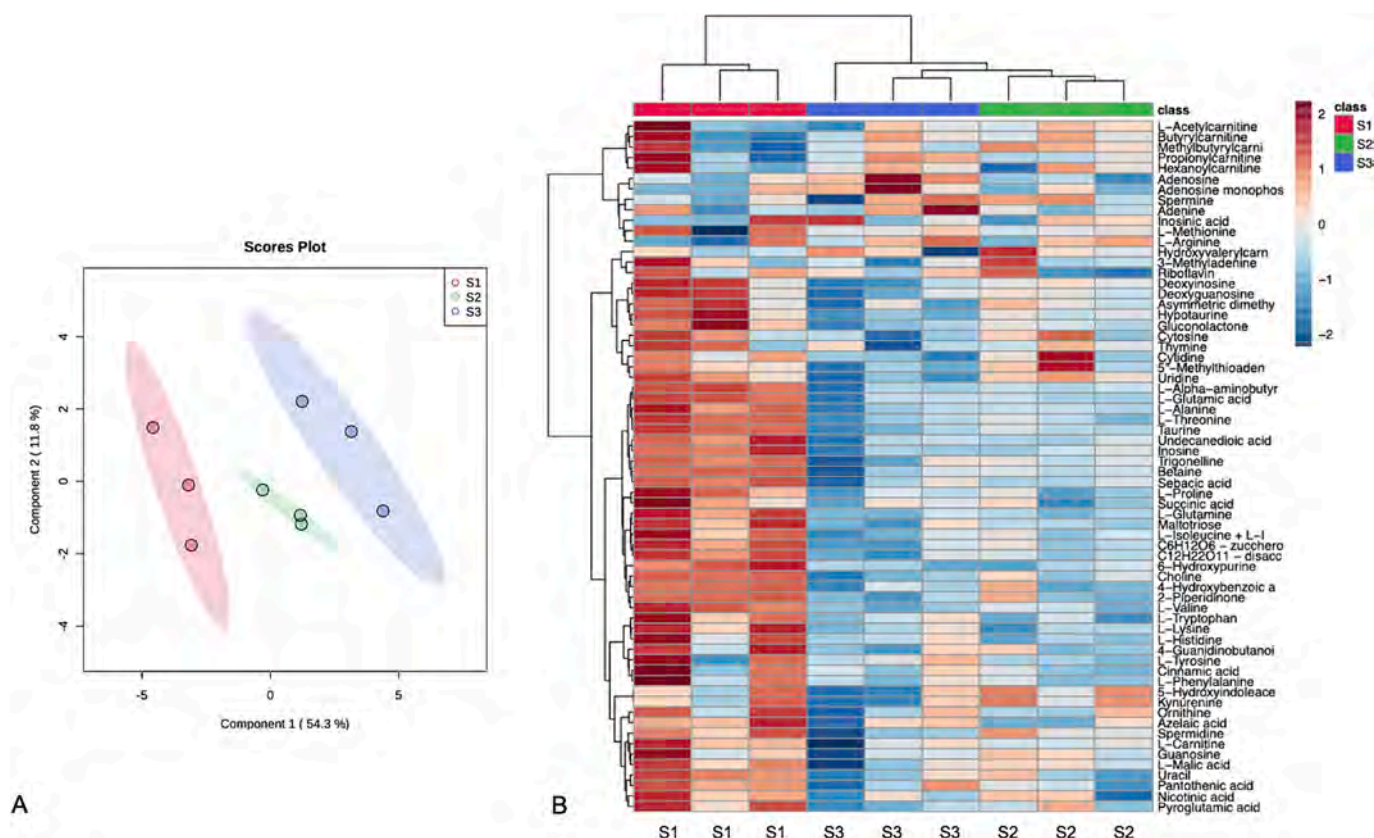 Scores Plot
S1
S2
S3
4
2
0
-2
-4
Component 2 ( 11.8 %)
-5
0
5
Component 1 ( 54.3 %)
A
class
L-Acetylcarnitine
Butyrylcarnitine
Methylbutyrylcarni
Propionylcarnitine
Hexanoylcarnitine
Adenosine
Adenosine monophos
Spermine
Adenine
Inosinic acid
L-Methionine
L-Arginine
Hydroxyvalerylcarn
3-Methyladenine
Riboflavin
Deoxyinosine
Deoxyguanosine
Asymmetric dimethy
Hypotaurine
Gluconolactone
Cytosine
Thymine
Cytidine
5'-Methylthioaden
Uridine
L-Alpha-aminobutyr
L-Glutamic acid
L-Alanine
L-Threonine
Taurine
Undecanedioic acid
Inosine
Trigonelline
Betaine
Sebacic acid
L-Proline
Succinic acid
L-Glutamine
Maltotriose
L-Isoleucine + L-l
C6H12O6 - zucchero
C12H22O11 - disacc
6-Hydroxypurine
Choline
4-Hydroxybenzoic a
2-Piperidinone
L-Valine
L-Tryptophan
L-Lysine
L-Histidine
4-Guanidinobutanoi
L-Tyrosine
Cinnamic acid
L-Phenylalanine
5-Hydroxyindoleace
Kynurenine
Ornithine
Azelaic acid
Spermidine
L-Carnitine
Guanosine
L-Malic acid
Uracil
Pantothenic acid
Nicotinic acid
Pyroglutamic acid
2
1
0
-1
-2
class
S1
S2
S3
B
S1 S1 S1 S3 S3 S3 S2 S2 S2